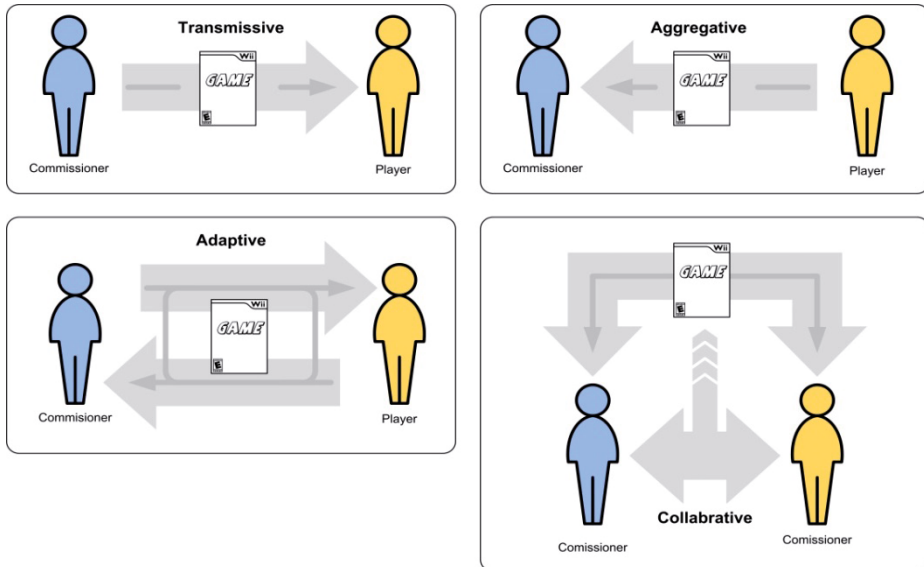 Transmissive
Wii
GAME
E
Commissioner
Player
Aggregative
Wii
GAME
E
Commissioner
Player
Adaptive
Wii
GAME
E
Commisioner
Player
Wii
GAME
E
Collabrative
Comissioner
Comissioner